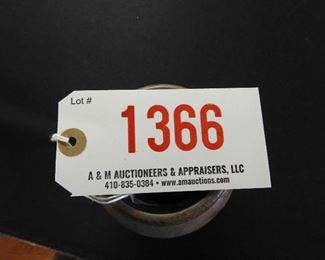 Lot #
1366
A & M AUCTIONEERS & APPRAISERS, LLC
410-835-0384 • www.amauctions.com